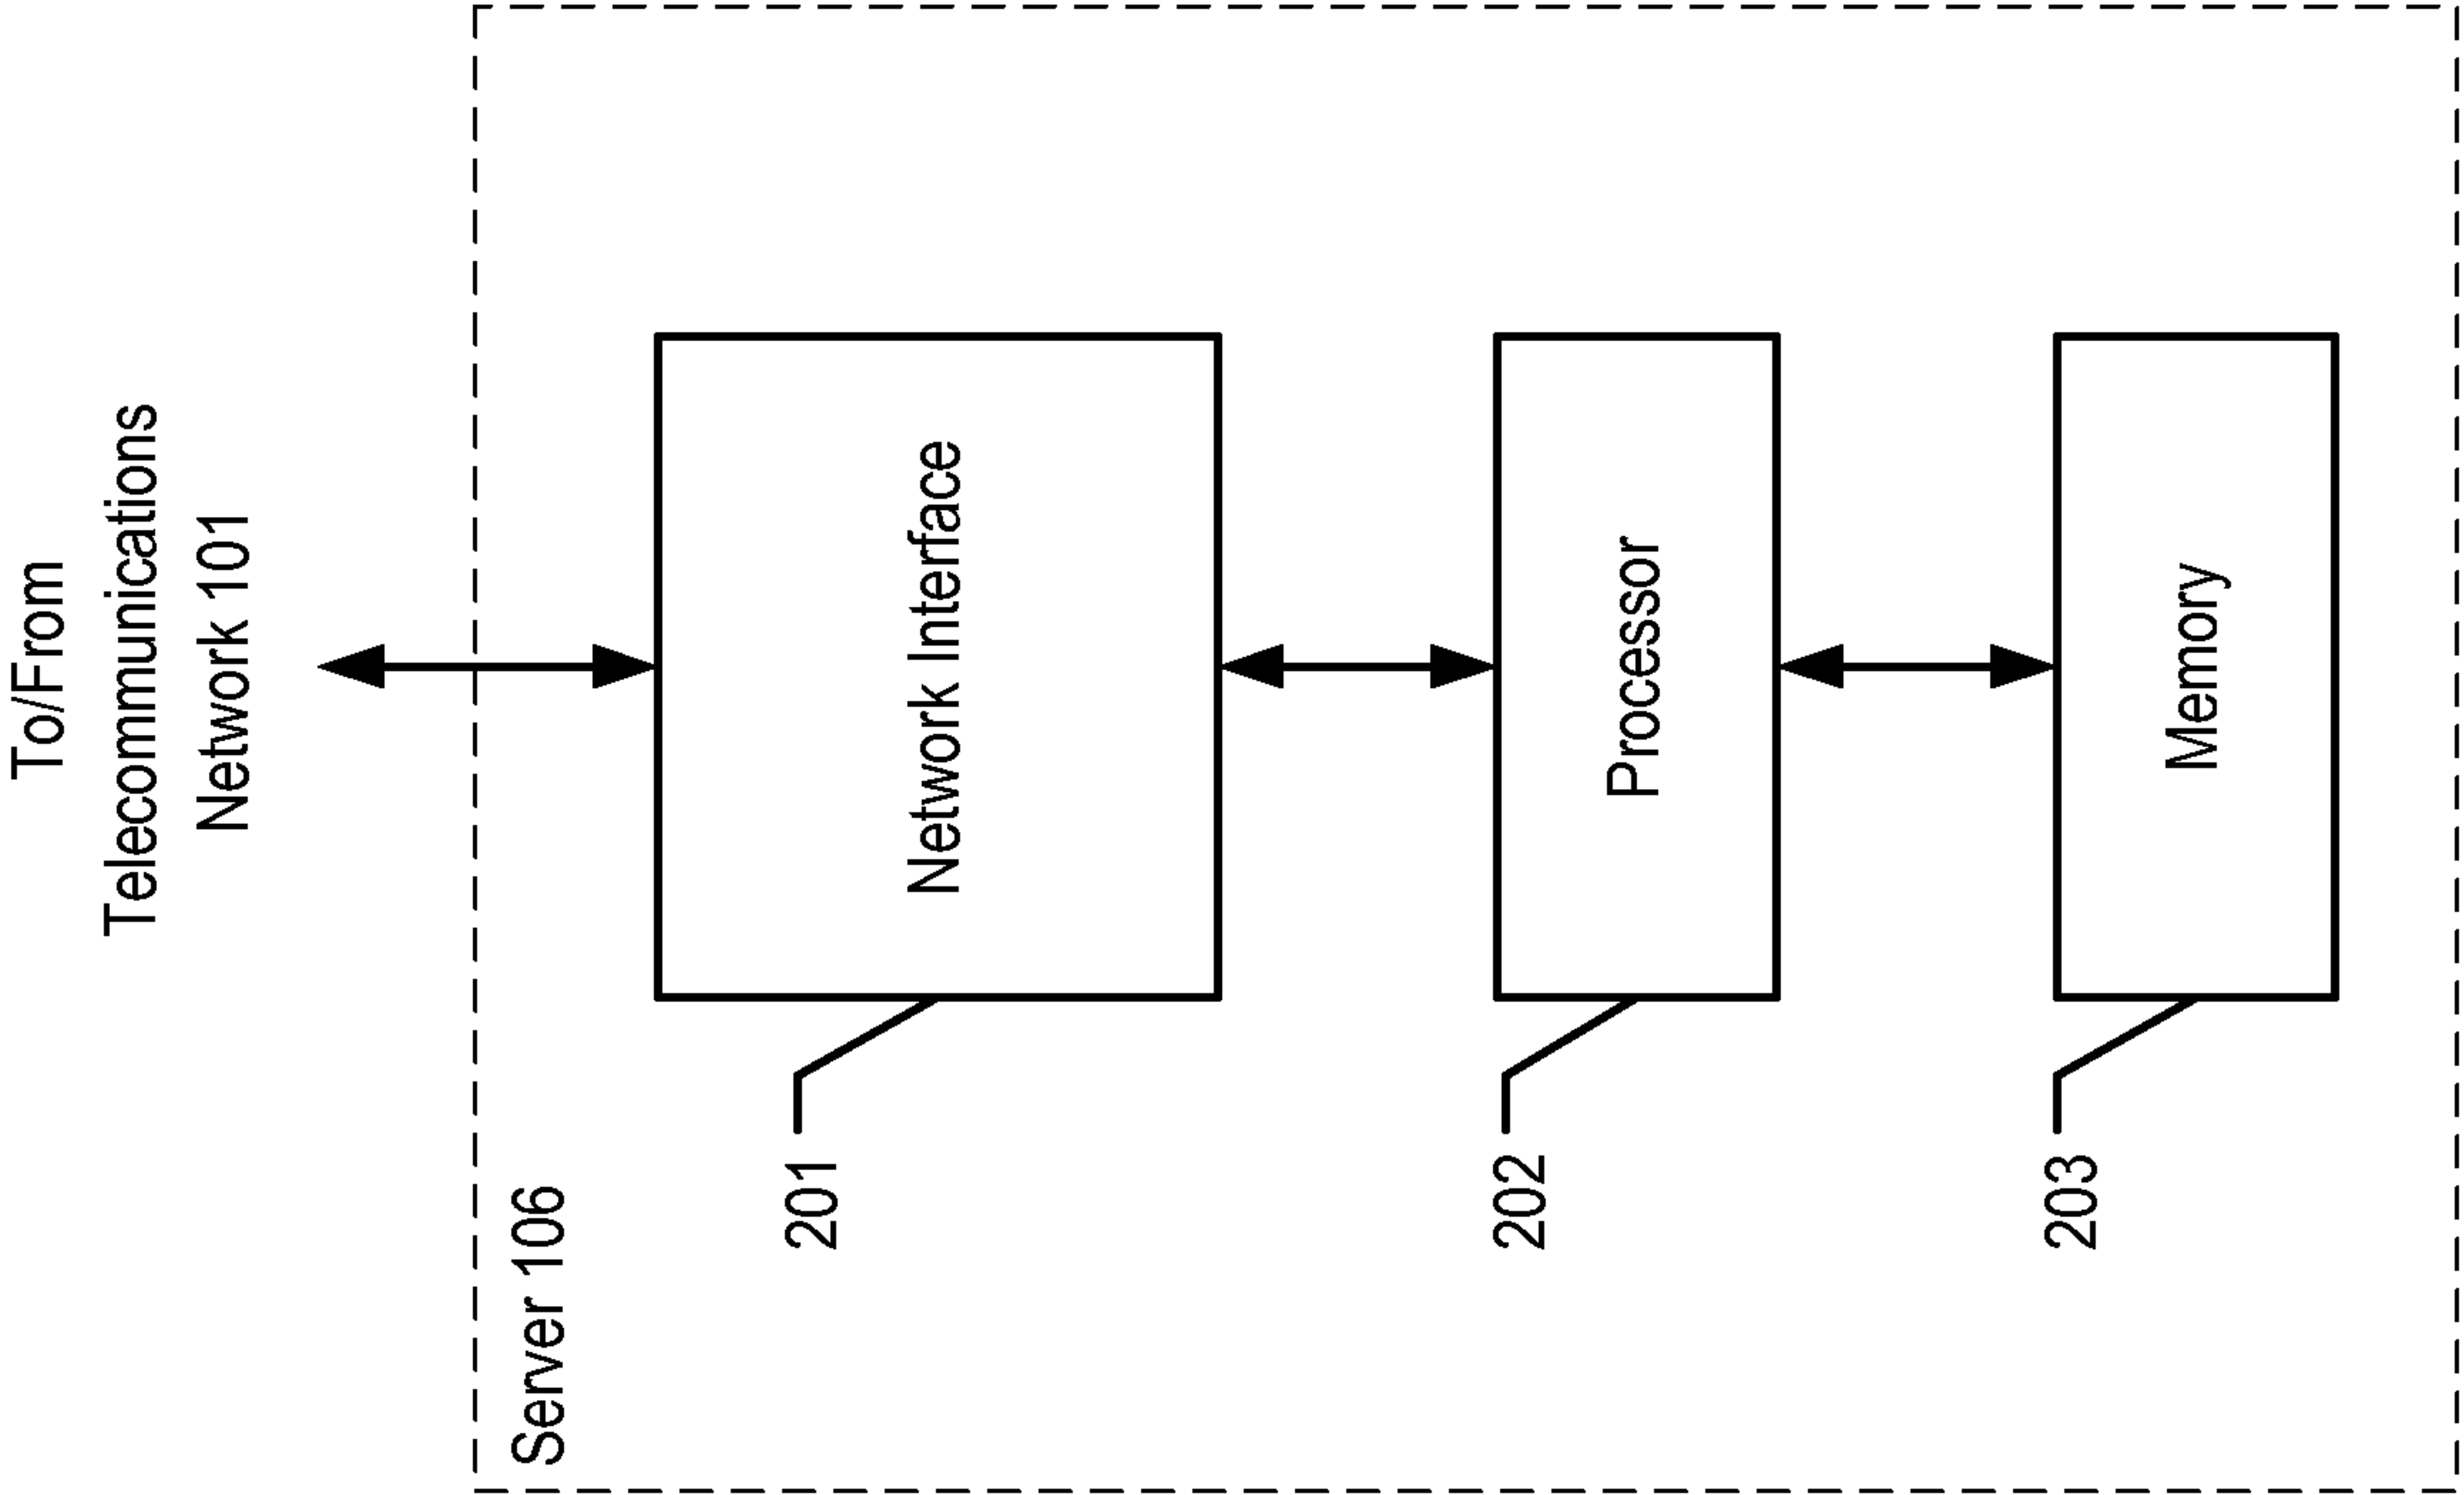 To/From
Telecommunications
Network 101
Server 106
201
Network Interface
202
Processor
203
Memory